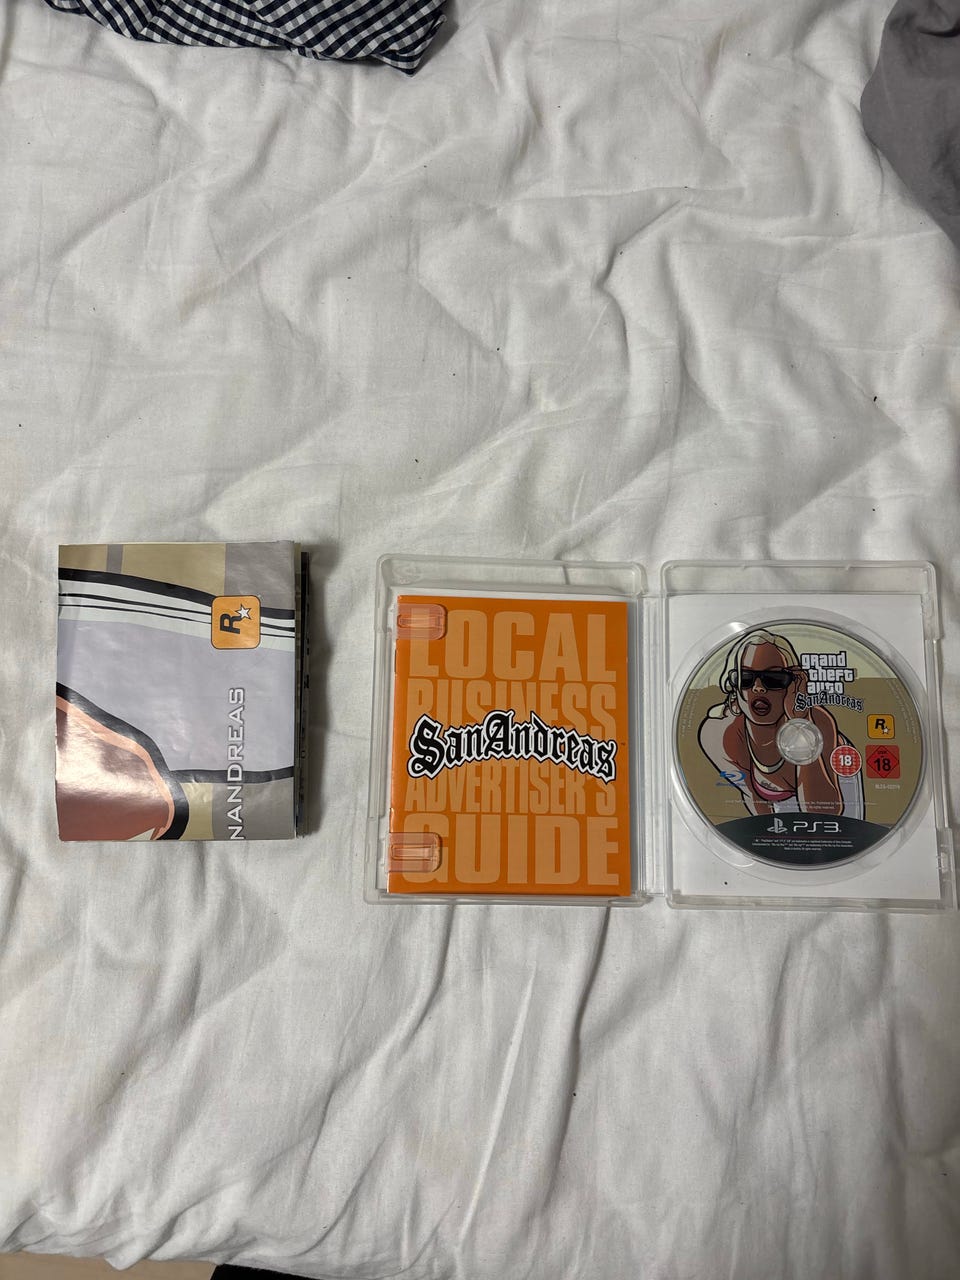 R
NANDREAS
LOCAL
BUSINESS
SanAndreas
ADVERTISER'S
GUIDE
grand
theft
auto
SanAndreas
R
18
18
PS3